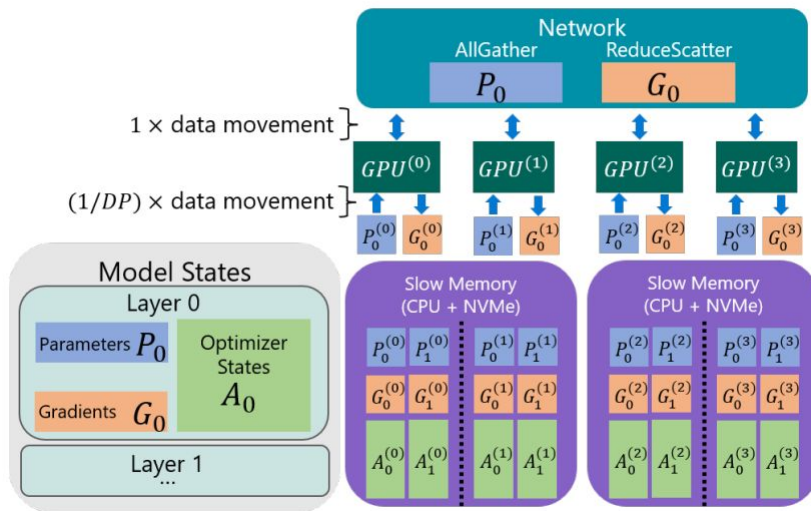 Network
AllGather ReduceScatter
P₀ G₀
1 × data movement
GPU⁽⁰⁾ GPU⁽¹⁾ GPU⁽²⁾ GPU⁽³⁾
(1/DP) × data movement
P₀⁽⁰⁾ G₀⁽⁰⁾ P₀⁽¹⁾ G₀⁽¹⁾ P₀⁽²⁾ G₀⁽²⁾ P₀⁽³⁾ G₀⁽³⁾
Model States
Layer 0
Parameters P₀
Optimizer
States
A₀
Gradients G₀
Layer 1
...
Slow Memory
(CPU + NVMe)
P₀⁽⁰⁾ P₁⁽⁰⁾ P₀⁽¹⁾ P₁⁽¹⁾
G₀⁽⁰⁾ G₁⁽⁰⁾ G₀⁽¹⁾ G₁⁽¹⁾
A₀⁽⁰⁾ A₁⁽⁰⁾ A₀⁽¹⁾ A₁⁽¹⁾
Slow Memory
(CPU + NVMe)
P₀⁽²⁾ P₁⁽²⁾ P₀⁽³⁾ P₁⁽³⁾
G₀⁽²⁾ G₁⁽²⁾ G₀⁽³⁾ G₁⁽³⁾
A₀⁽²⁾ A₁⁽²⁾ A₀⁽³⁾ A₁⁽³⁾